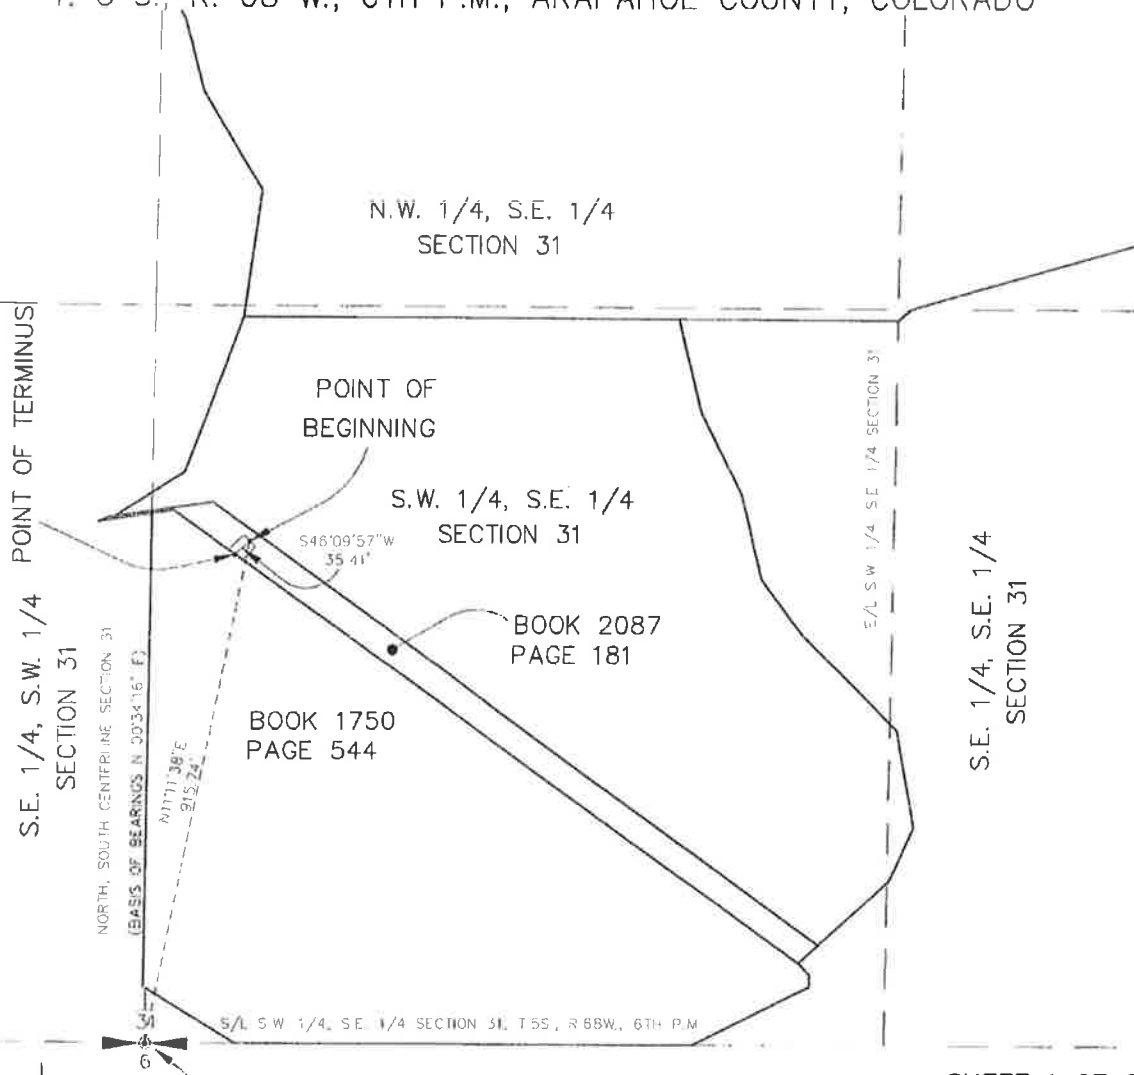 R. 68 W., 6TH P.M., ARAPAHOE COUNTY, COLORADO
N.W. 1/4, S.E. 1/4
SECTION 31
POINT OF TERMINUS
POINT OF
BEGINNING
S.W. 1/4, S.E. 1/4
SECTION 31
S46°09'57"W
35.41'
E/L S W 1/4 S.E. 1/4 SECTION 31
S.E. 1/4, S.E. 1/4
SECTION 31
S.E. 1/4, S.W. 1/4
SECTION 31
NORTH, SOUTH CENTERLINE SECTION 31
(BASIS OF BEARINGS N 00°34'16" E)
N11°11'38"E
915.74'
BOOK 2087
PAGE 181
BOOK 1750
PAGE 544
S/L S W 1/4, S.E. 1/4 SECTION 31, T 5S, R 68W., 6TH P.M
31
6